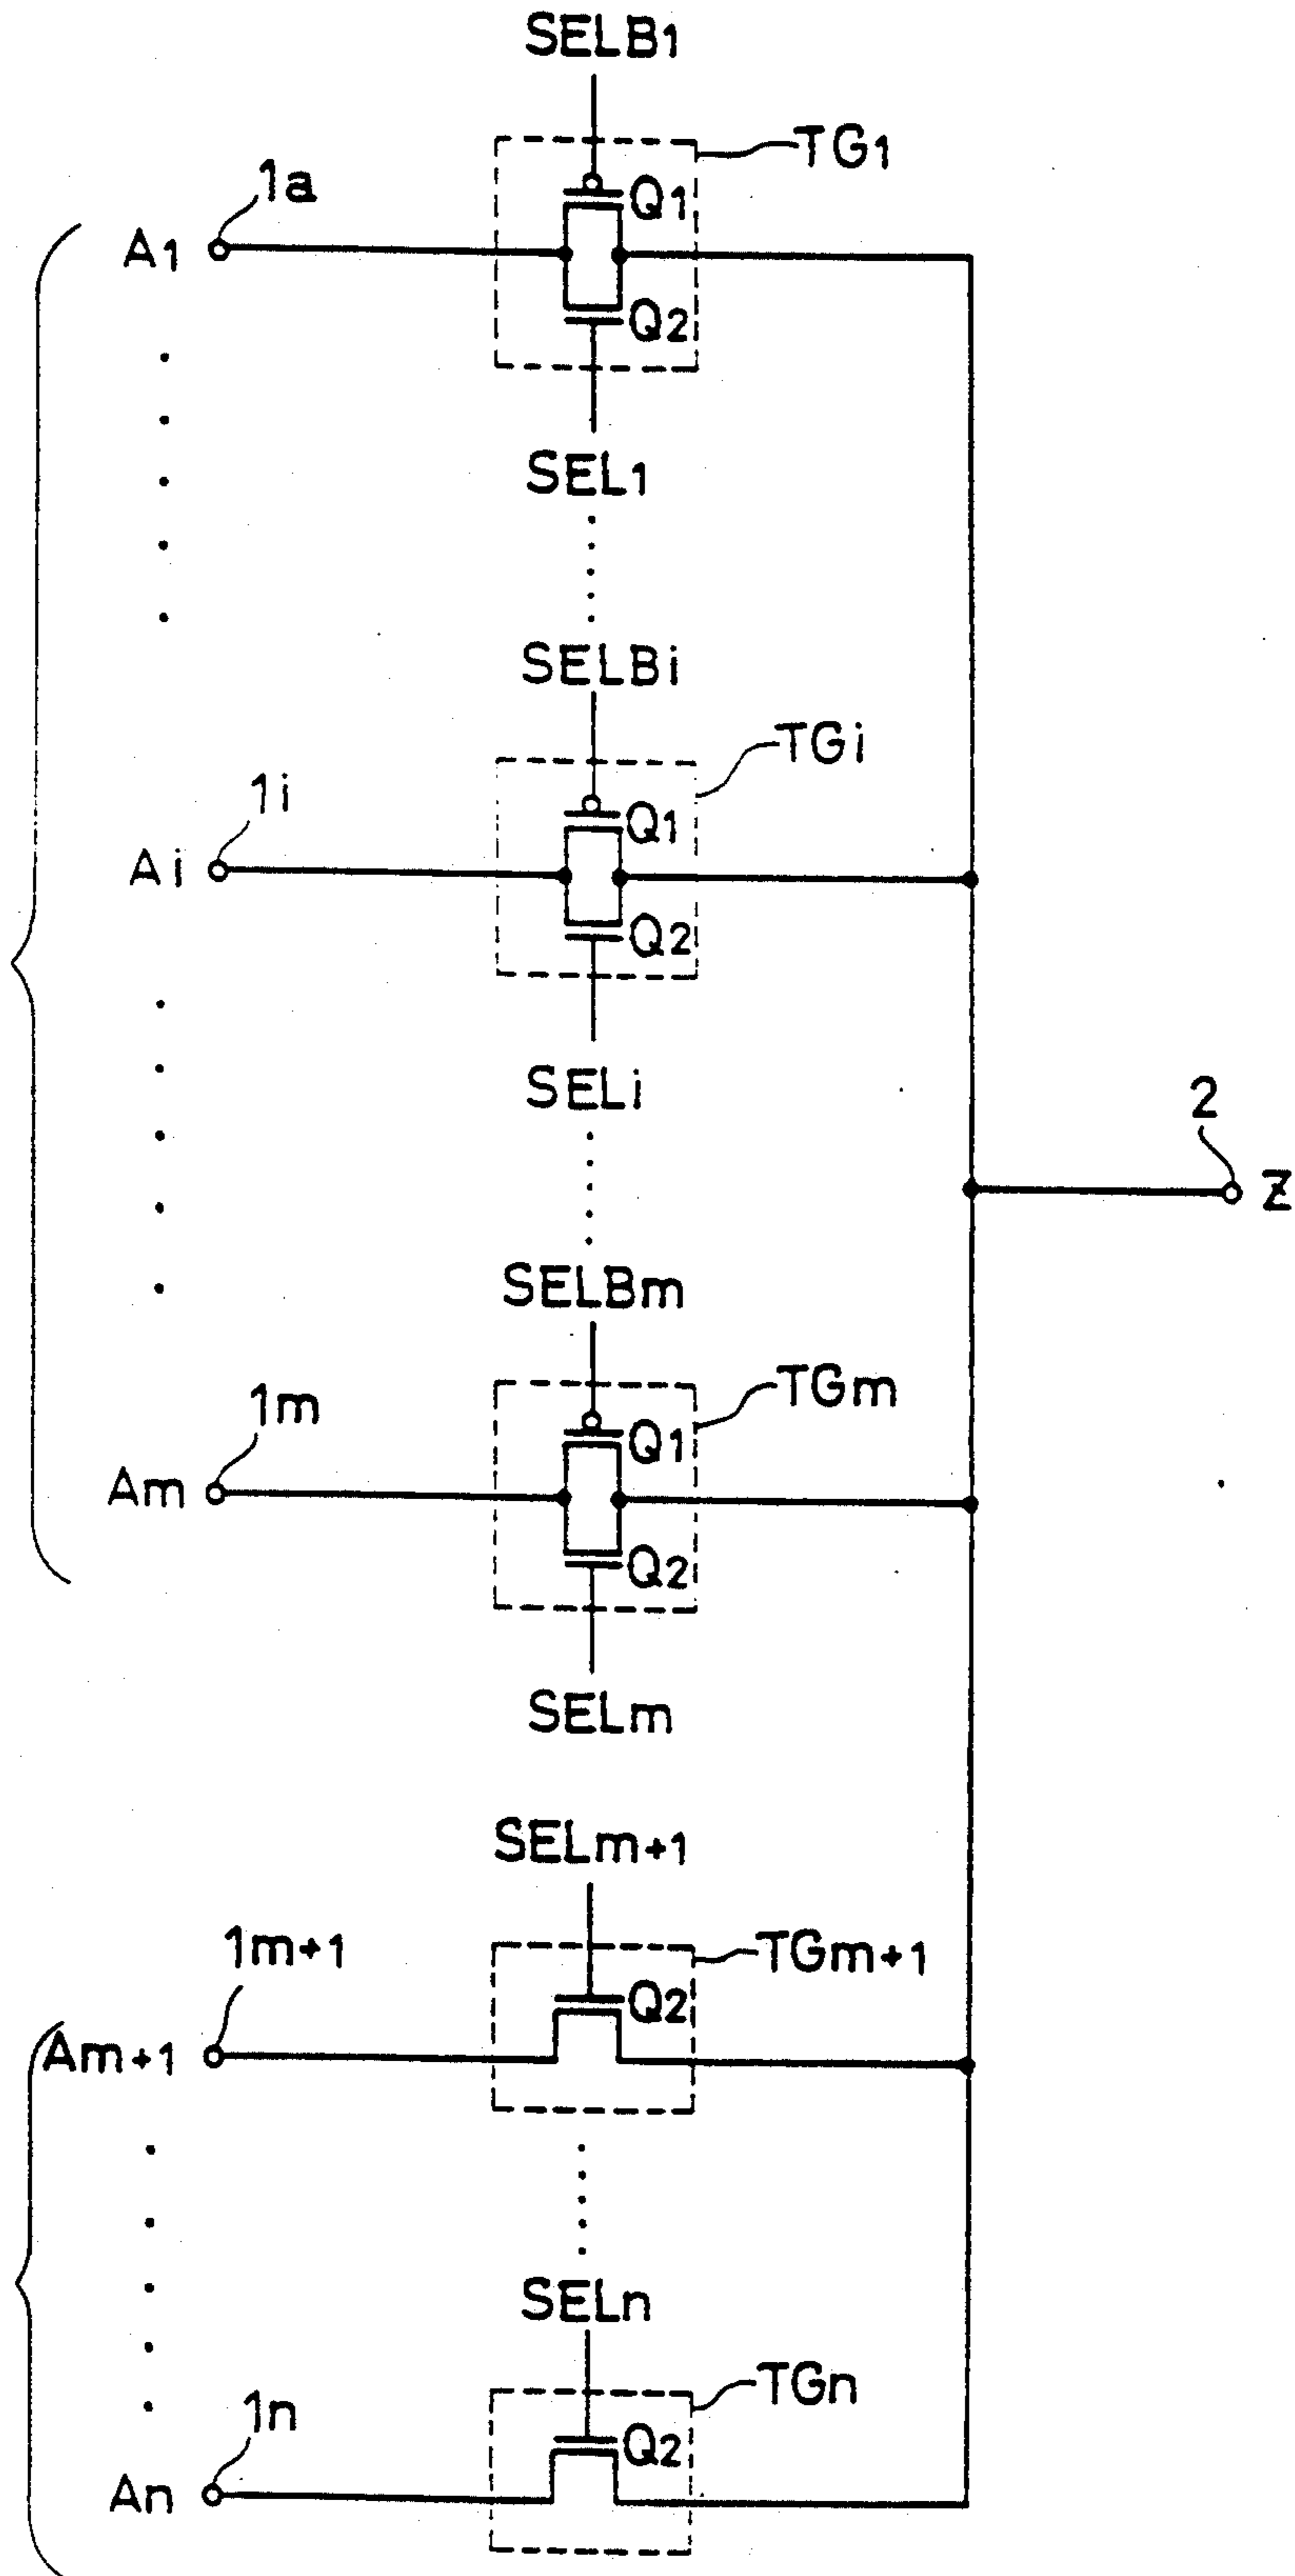 SELB1
TG1
1a
Q1
A1
Q2
SEL1
SELBi
TGi
1i
Q1
Ai
Q2
SELi
2
Z
SELBm
TGm
1m
Q1
Am
Q2
SELm
SELm+1
1m+1
TGm+1
Q2
Am+1
SELn
TGn
1n
Q2
An